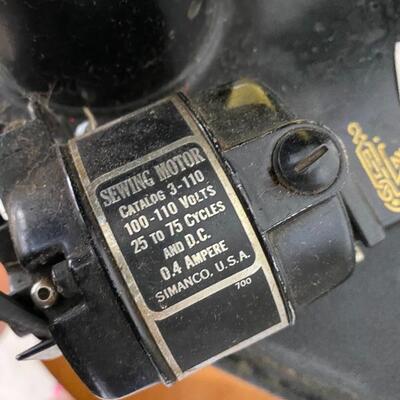 SEWING MOTOR
CATALOG 3-110
100-110 VOLTS
25 TO 75 CYCLES
AND D.C.
0.4 AMPERE
SIMANCO, U.S.A.
700